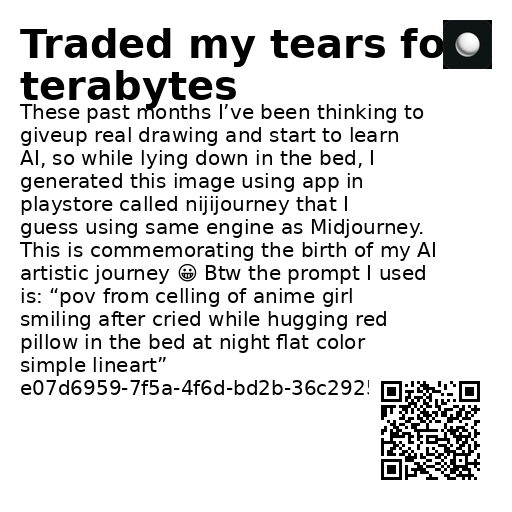 Traded my tears fo
terabytes
These past months I’ve been thinking to
giveup real drawing and start to learn
AI, so while lying down in the bed, I
generated this image using app in
playstore called nijijourney that I
guess using same engine as Midjourney.
This is commemorating the birth of my AI
artistic journey 😀 Btw the prompt I used
is: “pov from celling of anime girl
smiling after cried while hugging red
pillow in the bed at night flat color
simple lineart”
e07d6959-7f5a-4f6d-bd2b-36c292